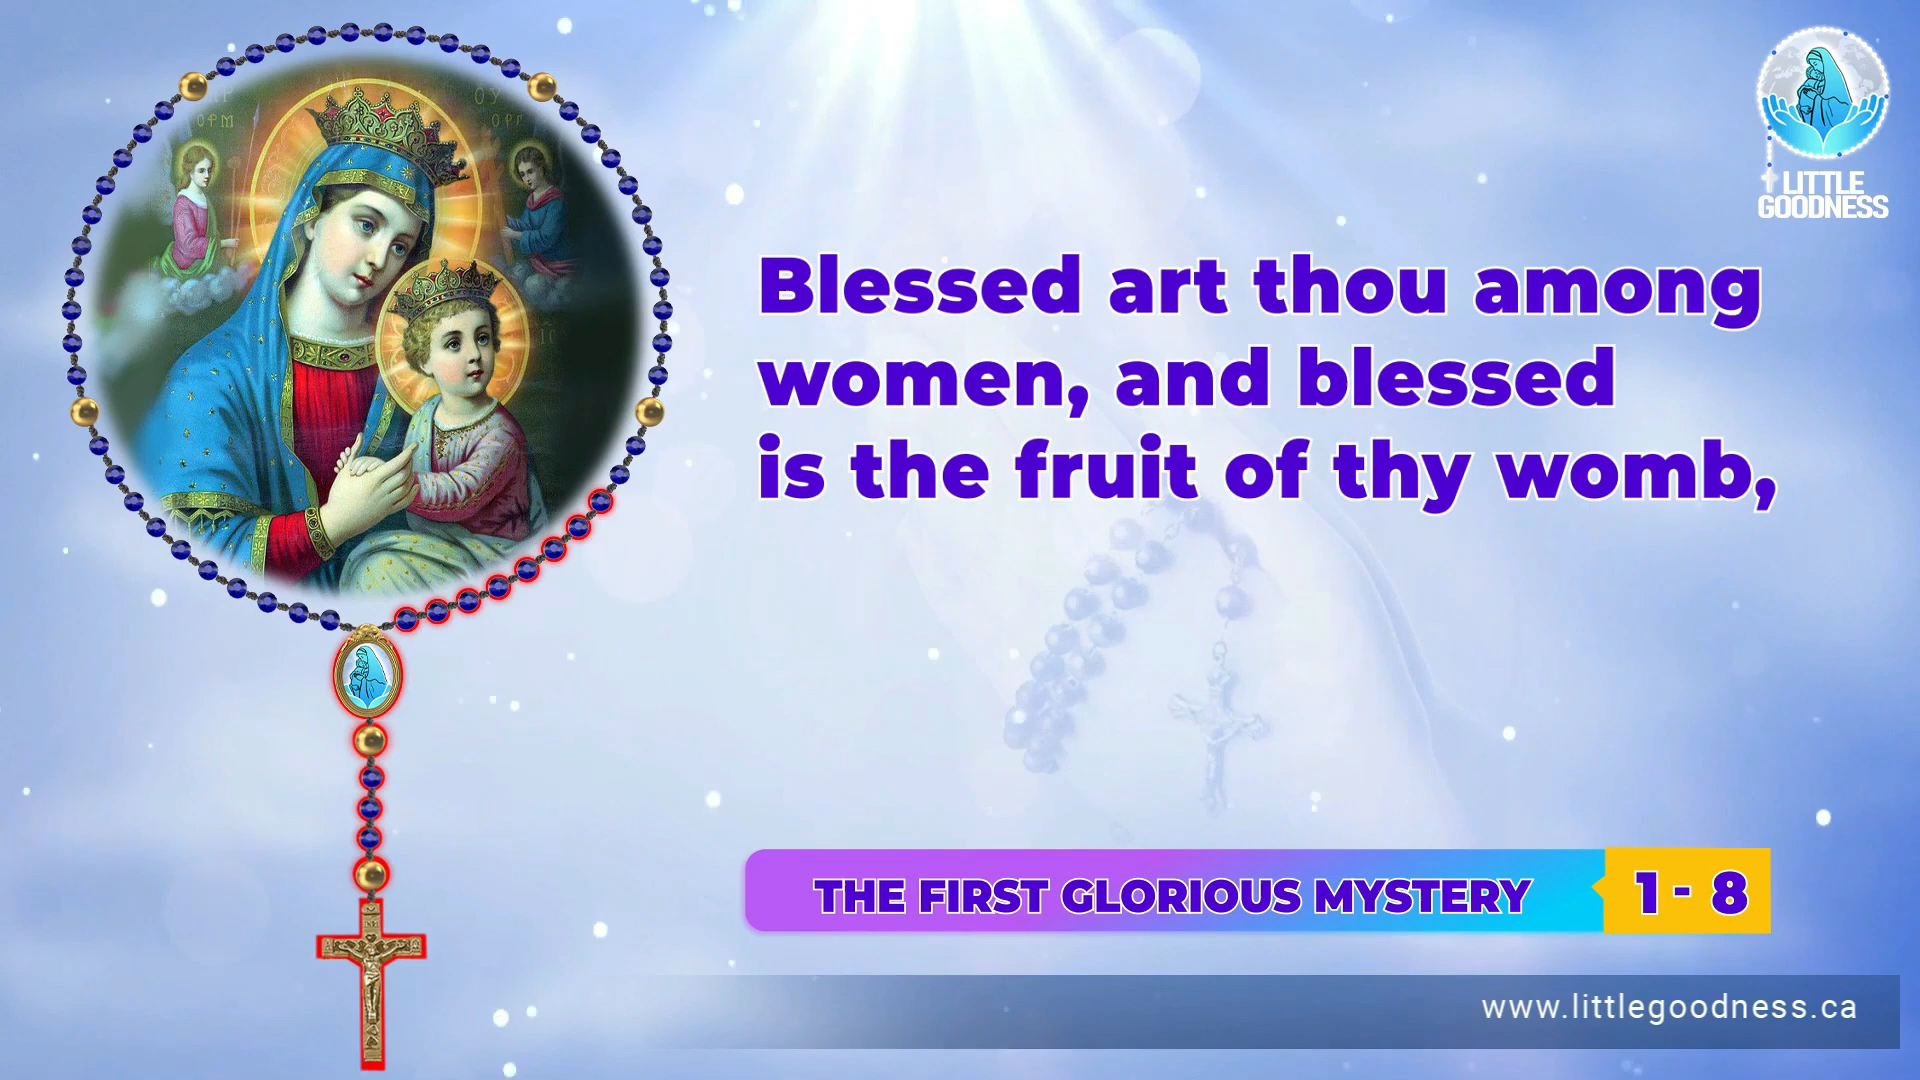 LITTLE
GOODNESS
Blessed art thou among
women, and blessed
is the fruit of thy womb,
THE FIRST GLORIOUS MYSTERY
1 - 8
www.littlegoodness.ca